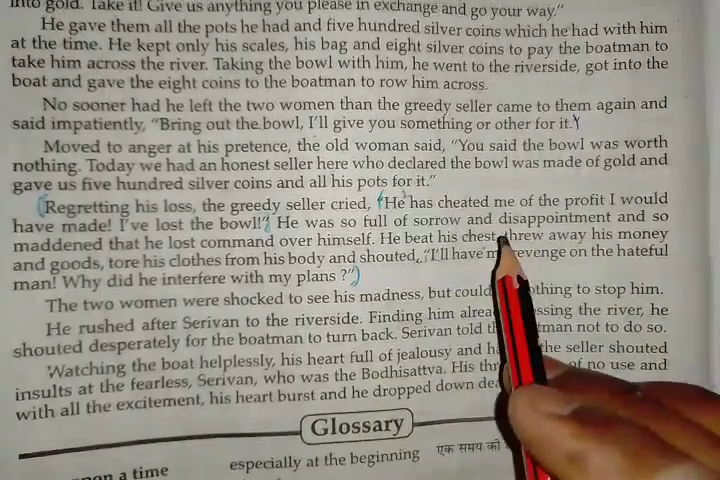 into gold. Take it! Give us anything you please in exchange and go your way."
He gave them all the pots he had and five hundred silver coins which he had with him
at the time. He kept only his scales, his bag and eight silver coins to pay the boatman to
take him across the river. Taking the bowl with him, he went to the riverside, got into the
boat and gave the eight coins to the boatman to row him across.
No sooner had he left the two women than the greedy seller came to them again and
said impatiently, "Bring out the bowl, I'll give you something or other for it."
Moved to anger at his pretence, the old woman said, "You said the bowl was worth
nothing. Today we had an honest seller here who declared the bowl was made of gold and
gave us five hundred silver coins and all his pots for it."
Regretting his loss, the greedy seller cried, "He has cheated me of the profit I would
have made! I've lost the bowl!" He was so full of sorrow and disappointment and so
maddened that he lost command over himself. He beat his chest threw away his money
and goods, tore his clothes from his body and shouted, "I'll have revenge on the hateful
man! Why did he interfere with my plans ?"
The two women were shocked to see his madness, but could nothing to stop him.
He rushed after Serivan to the riverside. Finding him the river, he
shouted desperately for the boatman to turn back. Serivan told not to do so.
Watching the boat helplessly, his heart full of jealousy and the seller shouted
insults at the fearless, Serivan, who was the Bodhisattva. His of no use and
with all the excitement, his heart burst and he dropped down
Glossary
a time
especially at the beginning
एक समय की